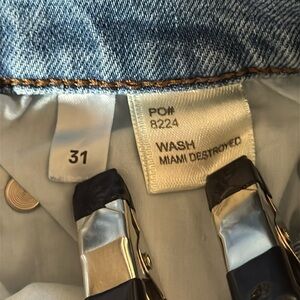 31
PO#
8224
WASH
MIAMI DESTROYED